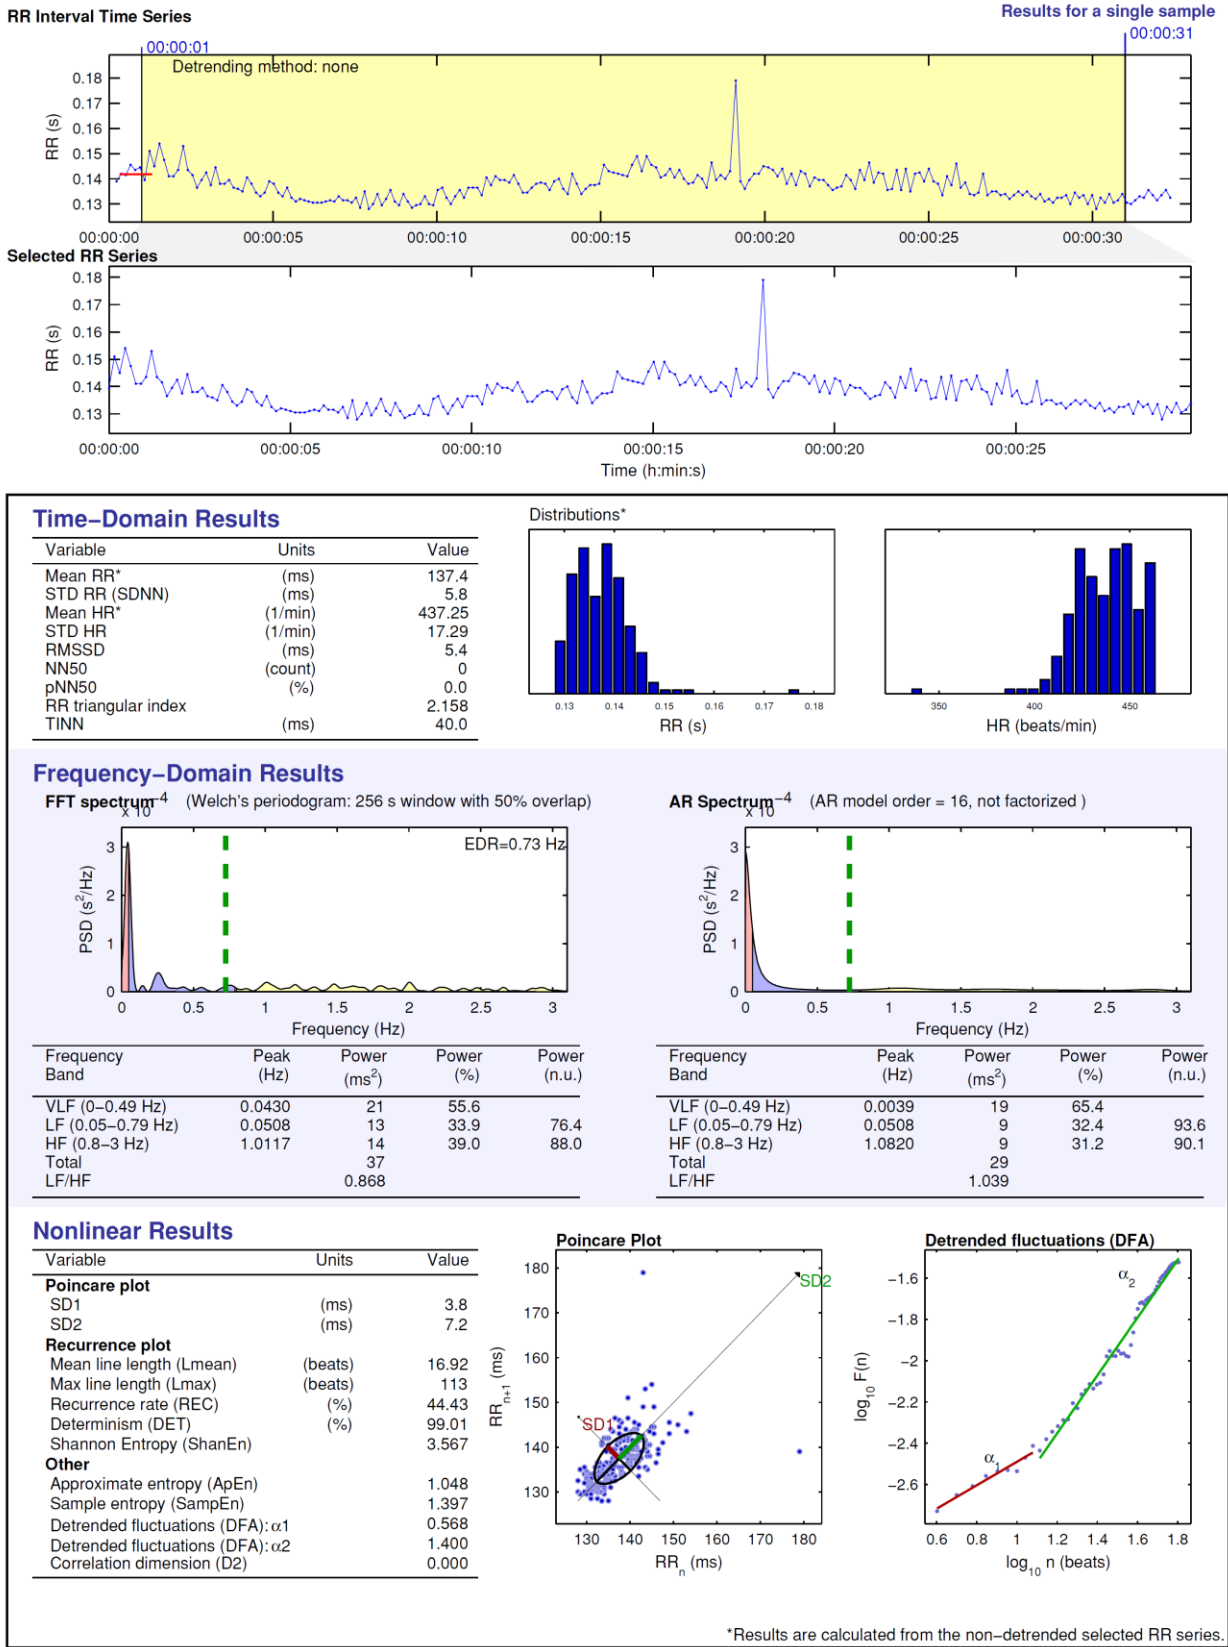 RR Interval Time Series
Results for a single sample
00:00:01
00:00:31
Detrending method: none
RR (s)
0.18
0.17
0.16
0.15
0.14
0.13
00:00:00 00:00:05 00:00:10 00:00:15 00:00:20 00:00:25 00:00:30
Selected RR Series
RR (s)
0.18
0.17
0.16
0.15
0.14
0.13
00:00:00 00:00:05 00:00:10 00:00:15 00:00:20 00:00:25
Time (h:min:s)
Time−Domain Results
Variable Units Value
Mean RR* (ms) 137.4
STD RR (SDNN) (ms) 5.8
Mean HR* (1/min) 437.25
STD HR (1/min) 17.29
RMSSD (ms) 5.4
NN50 (count) 0
pNN50 (%) 0.0
RR triangular index 2.158
TINN (ms) 40.0
Distributions*
0.13 0.14 0.15 0.16 0.17 0.18
RR (s)
350 400 450
HR (beats/min)
Frequency−Domain Results
FFT spectrum (Welch's periodogram: 256 s window with 50% overlap)
x 10−4
EDR=0.73 Hz
PSD (s2/Hz)
3
2
1
0
0 0.5 1 1.5 2 2.5 3
Frequency (Hz)
Frequency Band Peak (Hz) Power (ms2) Power (%) Power (n.u.)
VLF (0−0.49 Hz) 0.0430 21 55.6
LF (0.05−0.79 Hz) 0.0508 13 33.9 76.4
HF (0.8−3 Hz) 1.0117 14 39.0 88.0
Total 37
LF/HF 0.868
AR Spectrum (AR model order = 16, not factorized )
x 10−4
PSD (s2/Hz)
3
2
1
0
0 0.5 1 1.5 2 2.5 3
Frequency (Hz)
Frequency Band Peak (Hz) Power (ms2) Power (%) Power (n.u.)
VLF (0−0.49 Hz) 0.0039 19 65.4
LF (0.05−0.79 Hz) 0.0508 9 32.4 93.6
HF (0.8−3 Hz) 1.0820 9 31.2 90.1
Total 29
LF/HF 1.039
Nonlinear Results
Variable Units Value
Poincare plot
SD1 (ms) 3.8
SD2 (ms) 7.2
Recurrence plot
Mean line length (Lmean) (beats) 16.92
Max line length (Lmax) (beats) 113
Recurrence rate (REC) (%) 44.43
Determinism (DET) (%) 99.01
Shannon Entropy (ShanEn) 3.567
Other
Approximate entropy (ApEn) 1.048
Sample entropy (SampEn) 1.397
Detrended fluctuations (DFA): α1 0.568
Detrended fluctuations (DFA): α2 1.400
Correlation dimension (D2) 0.000
Poincare Plot
SD2
SD1
RRn+1 (ms)
180
170
160
150
140
130
130 140 150 160 170 180
RRn (ms)
Detrended fluctuations (DFA)
α2
α1
log10 F(n)
−1.6
−1.8
−2
−2.2
−2.4
−2.6
0.6 0.8 1 1.2 1.4 1.6 1.8
log10 n (beats)
*Results are calculated from the non−detrended selected RR series.